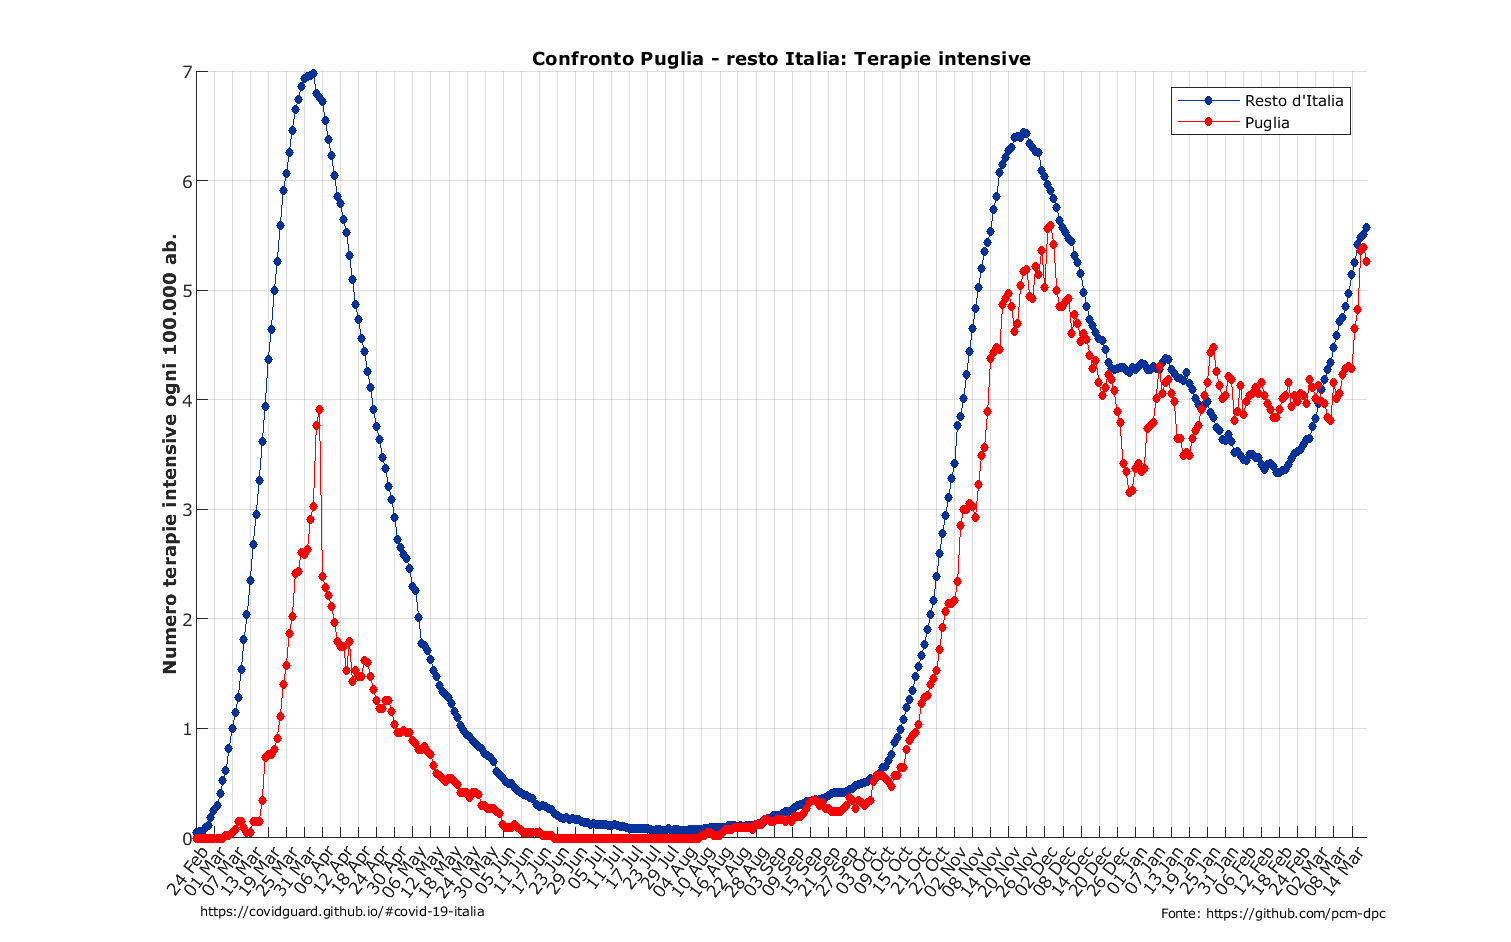 Confronto Puglia - resto Italia: Terapie intensive
Numero terapie intensive ogni 100.000 ab.
7
6
5
4
3
2
1
0
Resto d'Italia
Puglia
24 Feb
01 Mar
07 Mar
13 Mar
19 Mar
25 Mar
31 Mar
06 Apr
12 Apr
18 Apr
24 Apr
30 Apr
06 May
12 May
18 May
24 May
30 May
05 Jun
11 Jun
17 Jun
23 Jun
29 Jun
05 Jul
11 Jul
17 Jul
23 Jul
29 Jul
04 Aug
10 Aug
16 Aug
22 Aug
28 Aug
03 Sep
09 Sep
15 Sep
21 Sep
27 Sep
03 Oct
09 Oct
15 Oct
21 Oct
27 Oct
02 Nov
08 Nov
14 Nov
20 Nov
26 Nov
02 Dec
08 Dec
14 Dec
20 Dec
26 Dec
01 Jan
07 Jan
13 Jan
19 Jan
25 Jan
31 Jan
06 Feb
12 Feb
18 Feb
24 Feb
02 Mar
08 Mar
14 Mar
https://covidguard.github.io/#covid-19-italia
Fonte: https://github.com/pcm-dpc